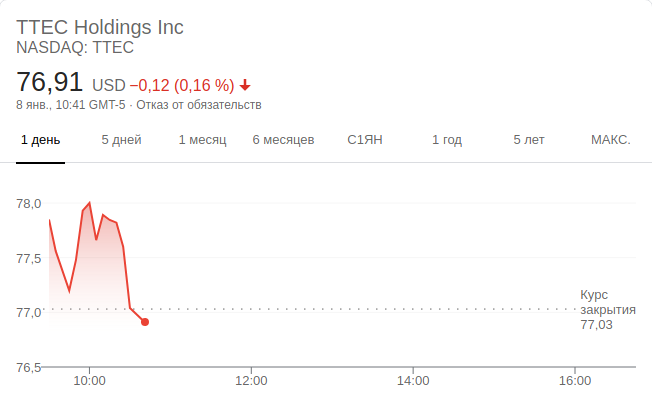 TTEC Holdings Inc
NASDAQ: TTEC
76,91 USD −0,12 (0,16 %)
8 янв., 10:41 GMT-5 · Отказ от обязательств
1 день 5 дней 1 месяц 6 месяцев С1ЯН 1 год 5 лет МАКС.
78,0
77,5
77,0
76,5
Курс
закрытия
77,03
10:00 12:00 14:00 16:00